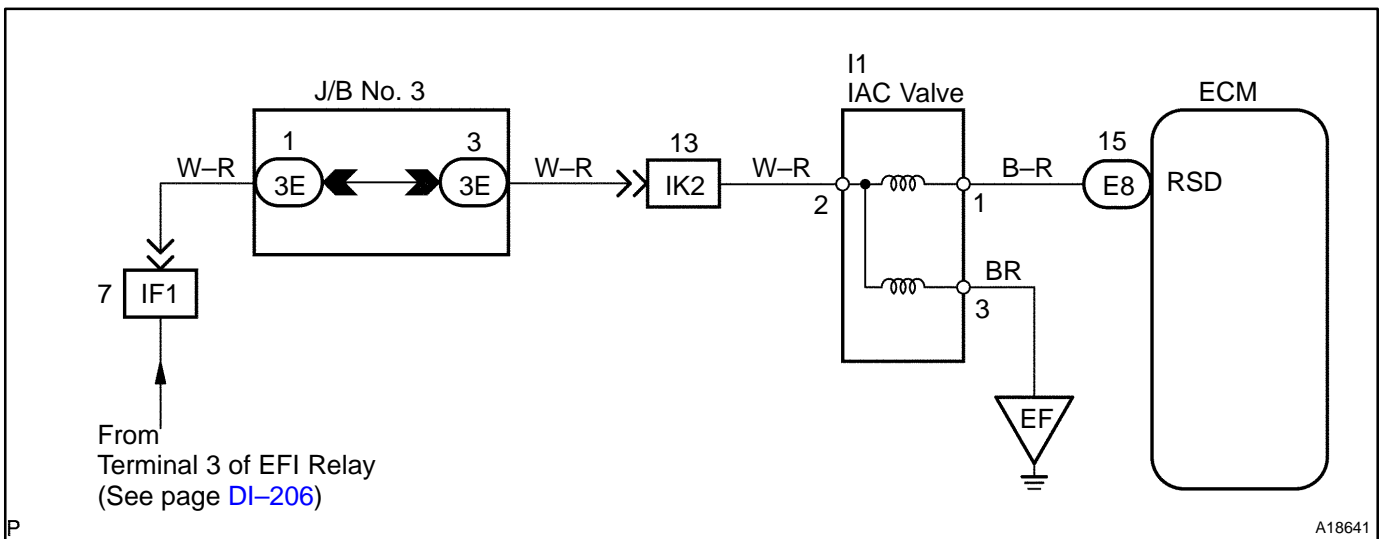 J/B No. 3
I1
IAC Valve
ECM
1
3
13
15
W–R
3E
3E
W–R
IK2
W–R
2
1
B–R
E8
RSD
BR
3
7
IF1
EF
From
Terminal 3 of EFI Relay
(See page DI–206)
P
A18641